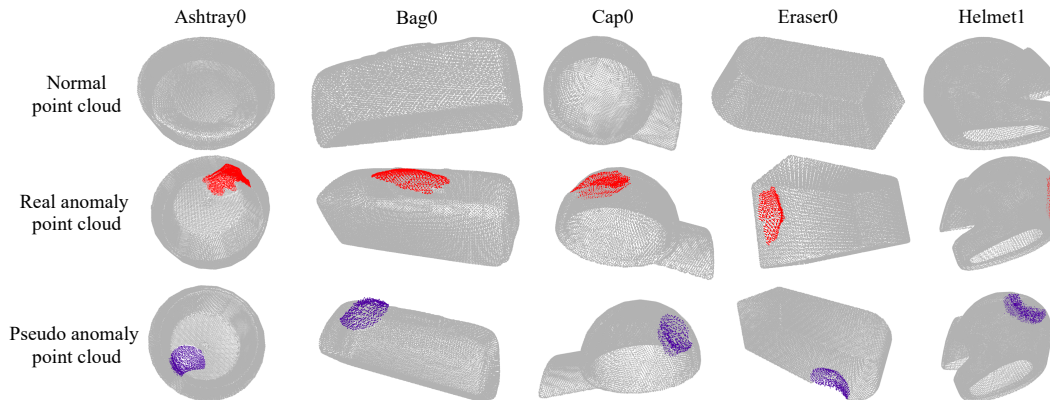 Ashtray0
Bag0
Cap0
Eraser0
Helmet1
Normal
point cloud
Real anomaly
point cloud
Pseudo anomaly
point cloud